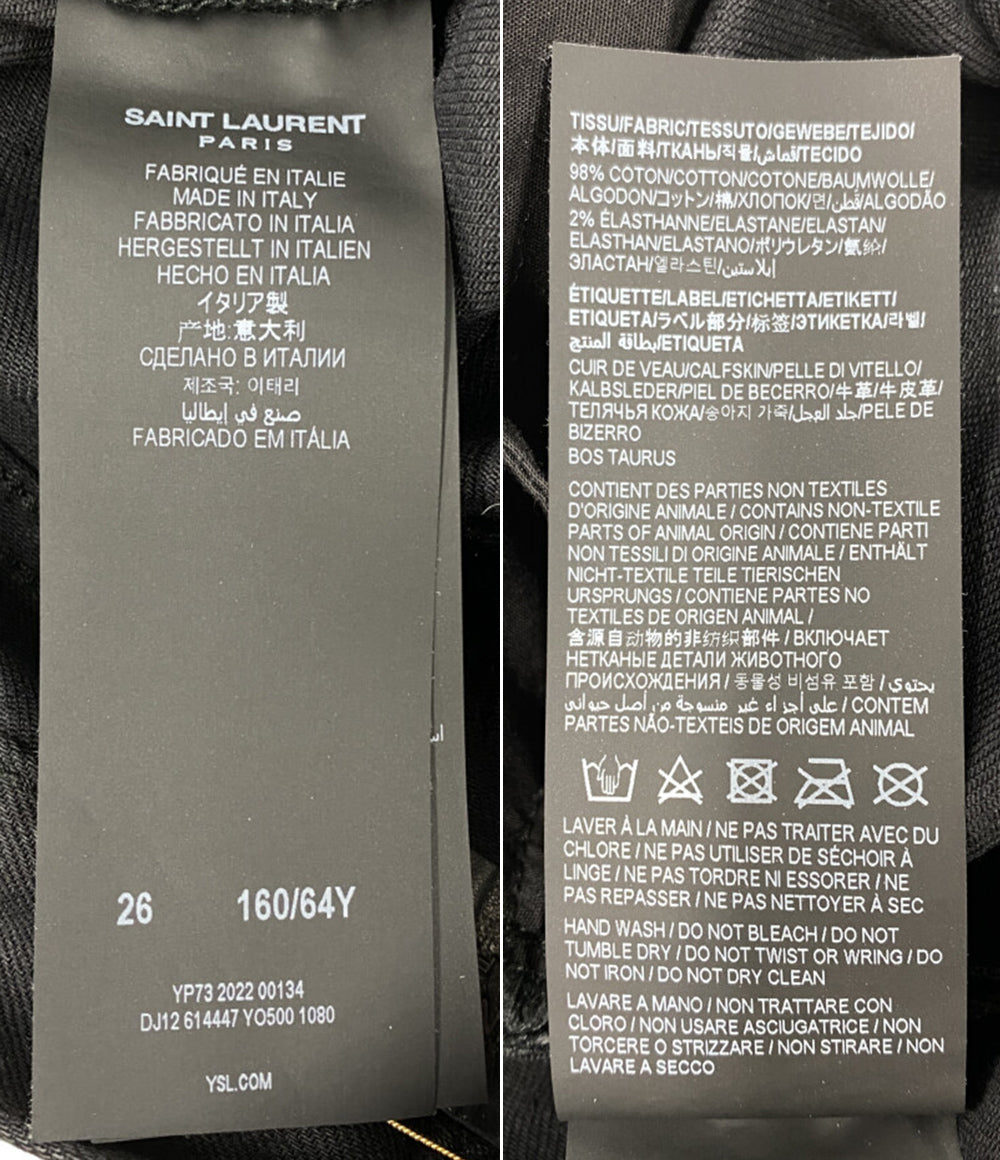 SAINT LAURENT
PARIS
FABRIQUÉ EN ITALIE
MADE IN ITALY
FABBRICATO IN ITALIA
HERGESTELLT IN ITALIEN
HECHO EN ITALIA
イタリア製
产地:意大利
СДЕЛАНО В ИТАЛИИ
제조국: 이태리
صنع في إيطاليا
FABRICADO EM ITÁLIA
26 160/64Y
YP73 2022 00134
DJ12 614447 YO500 1080
YSL.COM
TISSU/FABRIC/TESSUTO/GEWEBE/TEJIDO/
本体/面料/ТКАНЬ/직물/قماش/TECIDO
98% COTON/COTTON/COTONE/BAUMWOLLE/
ALGODON/コットン/棉/ХЛОПОК/면/قطن/ALGODÃO
2% ÉLASTHANNE/ELASTANE/ELASTAN/
ELASTHAN/ELASTANO/ポリウレタン/氨纶/
ЭЛАСТАН/엘라스틴/إيلاستين
ÉTIQUETTE/LABEL/ETICHETTA/ETIKETT/
ETIQUETA/ラベル部分/标签/ЭТИКЕТКА/라벨/
بطاقة المنتج/ETIQUETA
CUIR DE VEAU/CALFSKIN/PELLE DI VITELLO/
KALBSLEDER/PIEL DE BECERRO/牛革/牛皮革/
ТЕЛЯЧЬЯ КОЖА/송아지 가죽/جلد العجل/PELE DE
BIZERRO
BOS TAURUS
CONTIENT DES PARTIES NON TEXTILES
D'ORIGINE ANIMALE / CONTAINS NON-TEXTILE
PARTS OF ANIMAL ORIGIN / CONTIENE PARTI
NON TESSILI DI ORIGINE ANIMALE / ENTHÄLT
NICHT-TEXTILE TEILE TIERISCHEN
URSPRUNGS / CONTIENE PARTES NO
TEXTILES DE ORIGEN ANIMAL /
含源自动物的非纺织部件 / ВКЛЮЧАЕТ
НЕТКАНЫЕ ДЕТАЛИ ЖИВОТНОГО
ПРОИСХОЖДЕНИЯ / 동물성 비섬유 포함 / يحتوي
على أجزاء غير منسوجة من أصل حيواني / CONTEM
PARTES NÃO-TEXTEIS DE ORIGEM ANIMAL
LAVER À LA MAIN / NE PAS TRAITER AVEC DU
CHLORE / NE PAS UTILISER DE SÉCHOIR À
LINGE / NE PAS TORDRE NI ESSORER / NE
PAS REPASSER / NE PAS NETTOYER À SEC
HAND WASH / DO NOT BLEACH / DO NOT
TUMBLE DRY / DO NOT TWIST OR WRING / DO
NOT IRON / DO NOT DRY CLEAN
LAVARE A MANO / NON TRATTARE CON
CLORO / NON USARE ASCIUGATRICE / NON
TORCERE O STRIZZARE / NON STIRARE / NON
LAVARE A SECCO